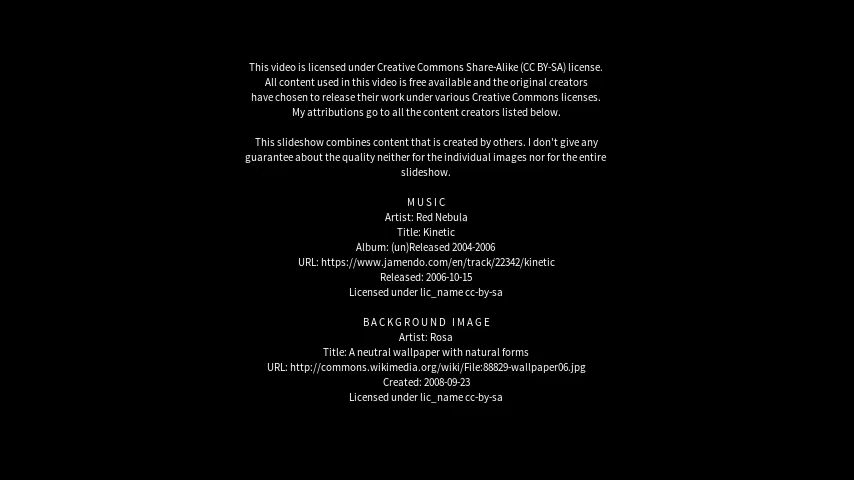 This video is licensed under Creative Commons Share-Alike (CC BY-SA) license.
All content used in this video is free available and the original creators
have chosen to release their work under various Creative Commons licenses.
My attributions go to all the content creators listed below.
This slideshow combines content that is created by others. I don't give any
guarantee about the quality neither for the individual images nor for the entire
slideshow.
MUSIC
Artist: Red Nebula
Title: Kinetic
Album: (un)Released 2004-2006
URL: https://www.jamendo.com/en/track/22342/kinetic
Released: 2006-10-15
Licensed under lic_name cc-by-sa
BACKGROUND IMAGE
Artist: Rosa
Title: A neutral wallpaper with natural forms
URL: http://commons.wikimedia.org/wiki/File:88829-wallpaper06.jpg
Created: 2008-09-23
Licensed under lic_name cc-by-sa